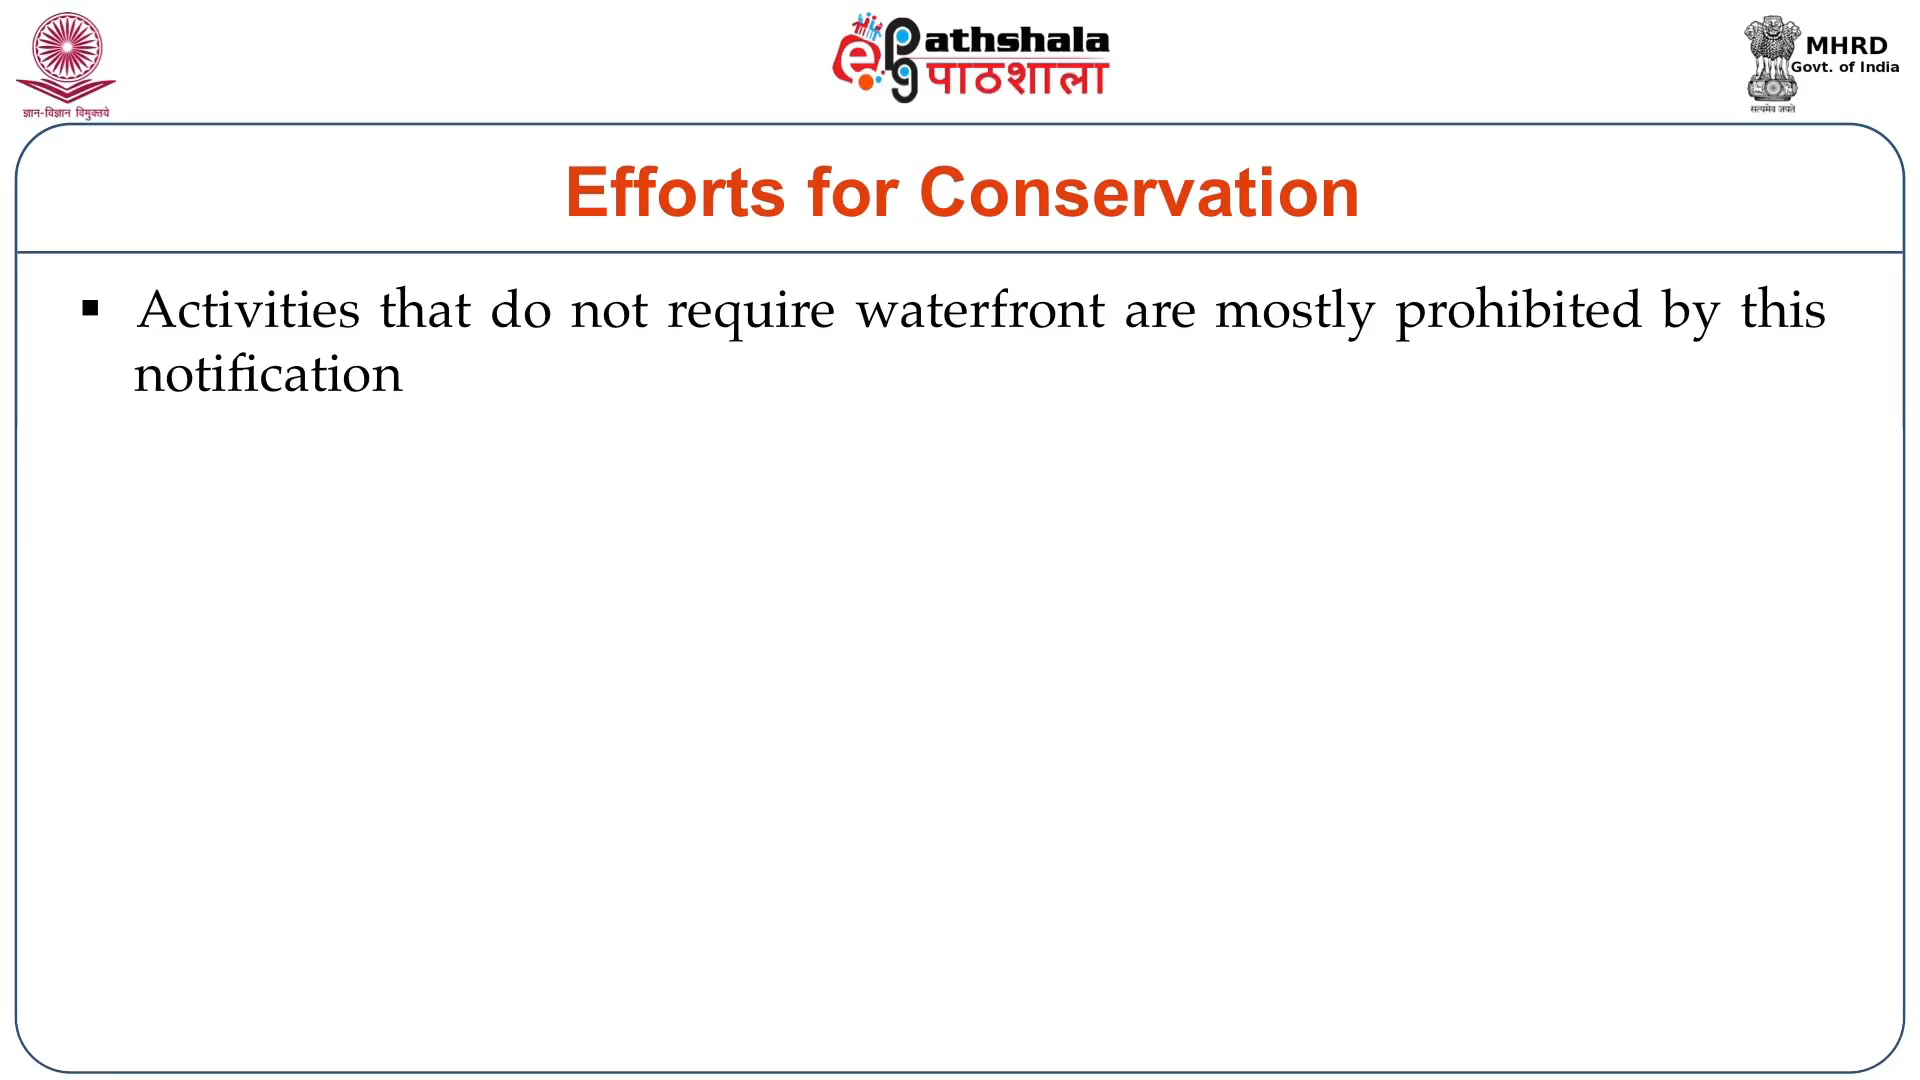 ज्ञान-विज्ञान विमुक्तये
e
pg
athshala
पाठशाला
MHRD
Govt. of India
सत्यमेव जयते
Efforts for Conservation
▪ Activities that do not require waterfront are mostly prohibited by this
notification